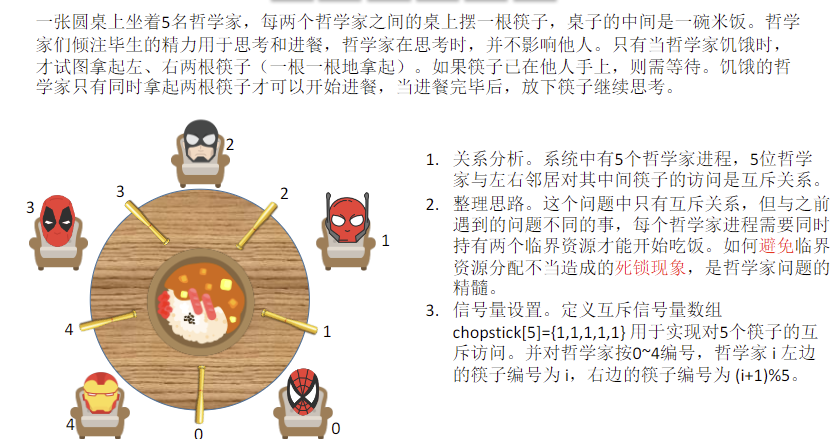 一张圆桌上坐着5名哲学家，每两个哲学家之间的桌上摆一根筷子，桌子的中间是一碗米饭。哲学
家们倾注毕生的精力用于思考和进餐，哲学家在思考时，并不影响他人。只有当哲学家饥饿时，
才试图拿起左、右两根筷子（一根一根地拿起）。如果筷子已在他人手上，则需等待。饥饿的哲
学家只有同时拿起两根筷子才可以开始进餐，当进餐完毕后，放下筷子继续思考。
2
3
3
2
1
4
1
4
0
0
1. 关系分析。系统中有5个哲学家进程，5位哲学
家与左右邻居对其中间筷子的访问是互斥关系。
2. 整理思路。这个问题中只有互斥关系，但与之前
遇到的问题不同的事，每个哲学家进程需要同时
持有两个临界资源才能开始吃饭。如何避免临界
资源分配不当造成的死锁现象，是哲学家问题的
精髓。
3. 信号量设置。定义互斥信号量数组
chopstick[5]={1,1,1,1,1} 用于实现对5个筷子的互
斥访问。并对哲学家按0~4编号，哲学家 i 左边
的筷子编号为 i，右边的筷子编号为 (i+1)%5。